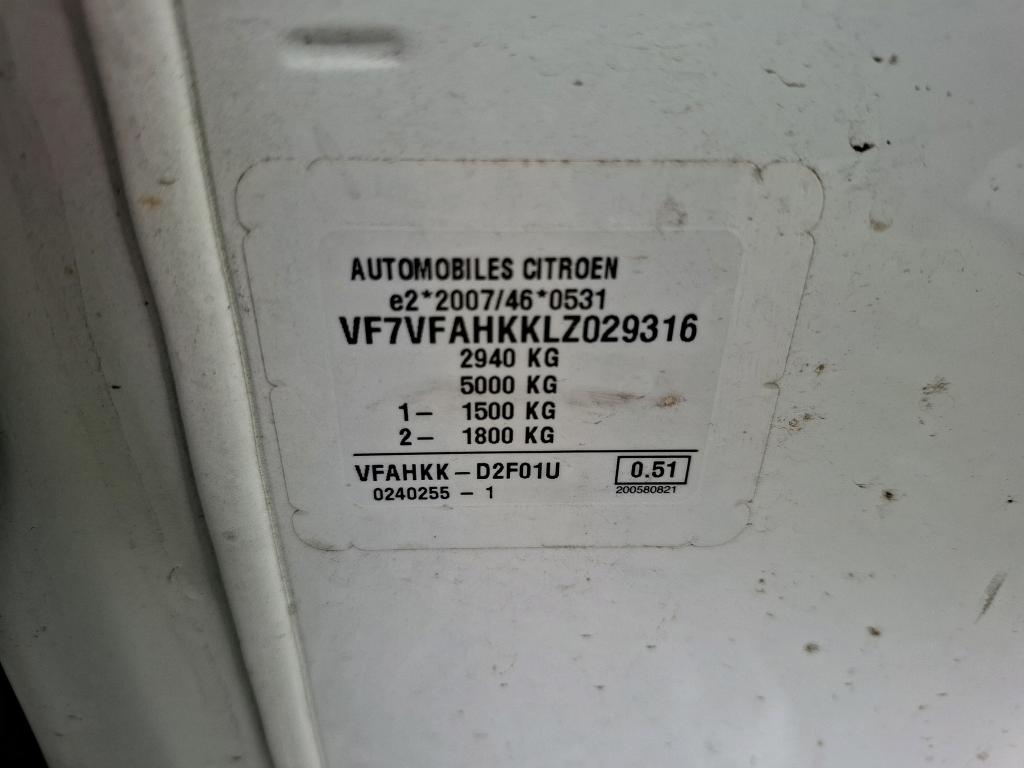 AUTOMOBILES CITROEN
e2*2007/46*0531
VF7VFAHKKLZ029316
2940 KG
5000 KG
1– 1500 KG
2– 1800 KG
VFAHKK – D2F01U 0.51
0240255 – 1 200580821